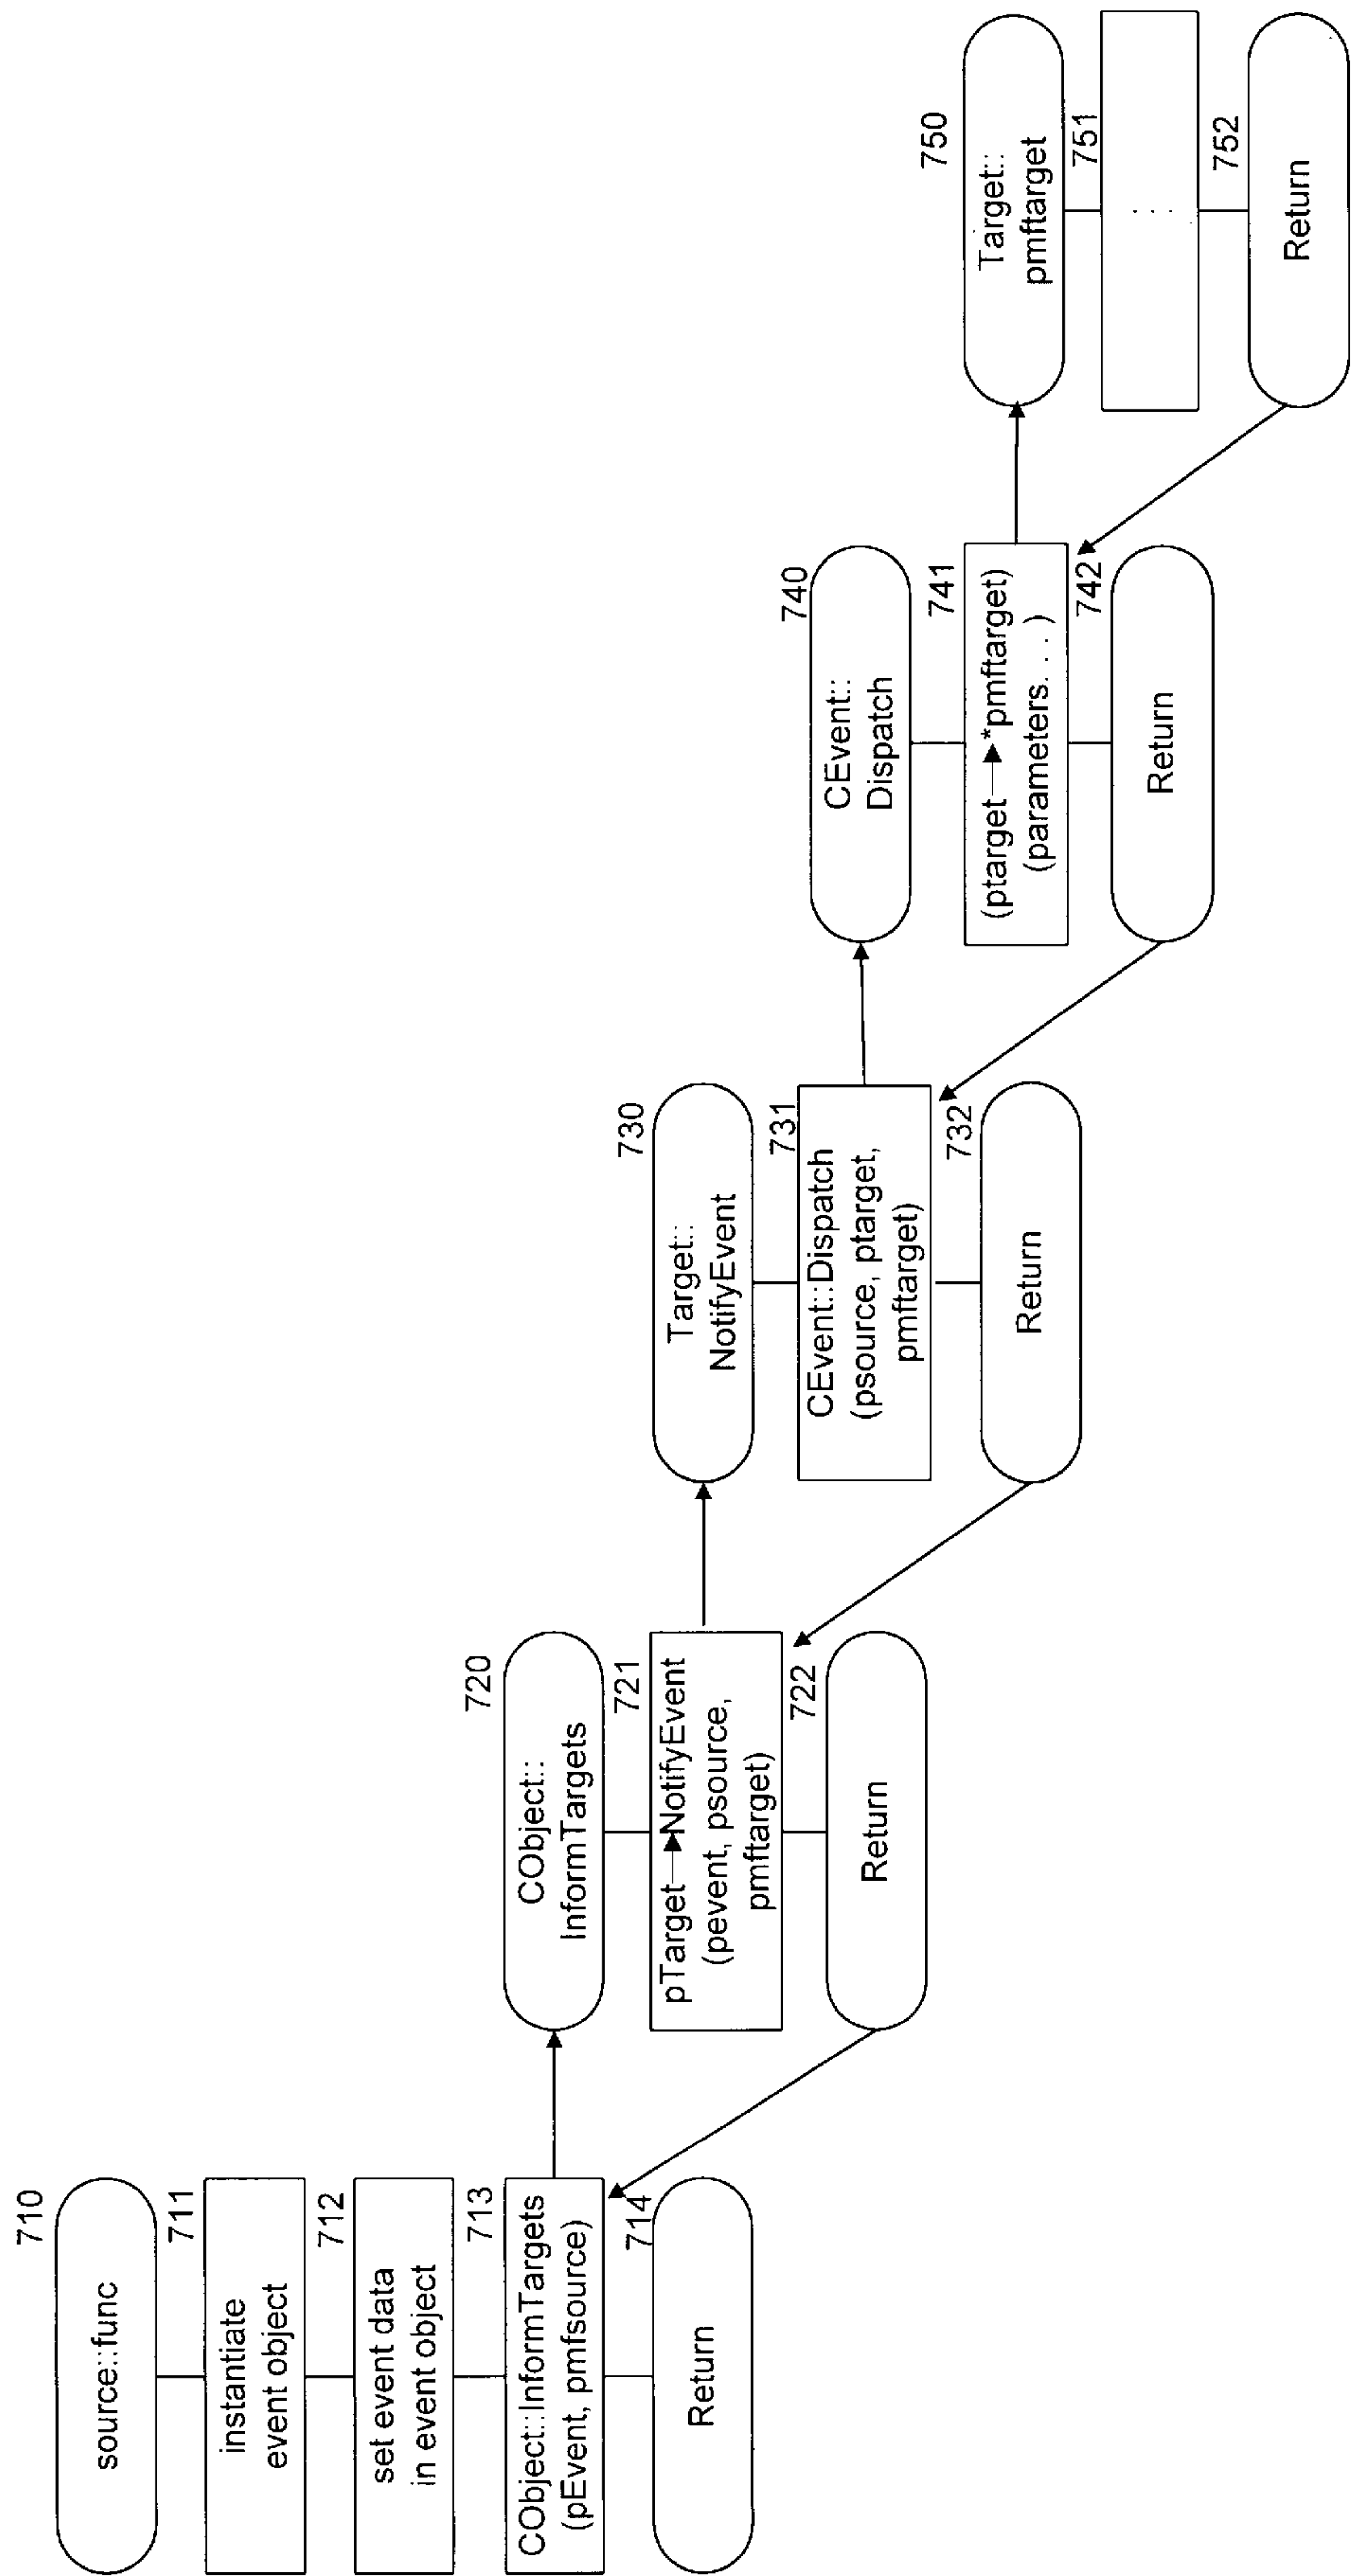 710
source::func
711
instantiate
event object
712
set event data
in event object
713
CObject::InformTargets
(pEvent, pmfsource)
714
Return
720
CObject::
InformTargets
721
pTarget→NotifyEvent
(pevent, psource,
pmftarget)
722
Return
730
Target::
NotifyEvent
731
CEvent::Dispatch
(psource, ptarget,
pmftarget)
732
Return
740
CEvent::
Dispatch
741
(ptarget→*pmftarget)
(parameters. . . )
742
Return
750
Target::
pmftarget
751
. . .
752
Return